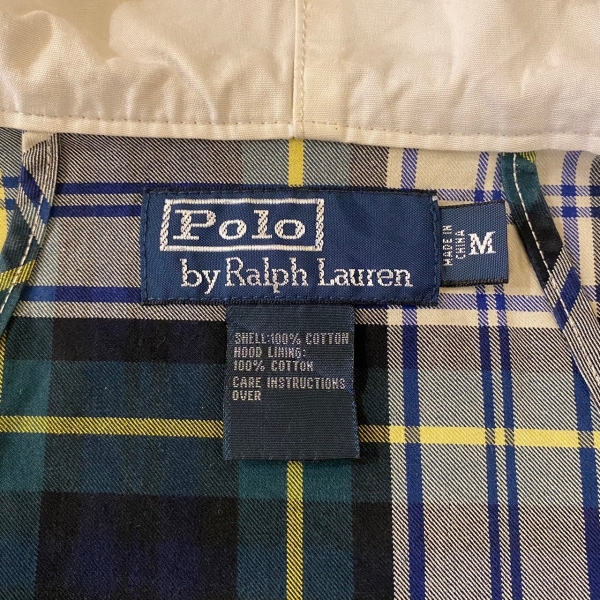 Polo
by Ralph Lauren
MADE IN
CHINA
M
SHELL:100% COTTON
HOOD LINING:
100% COTTON
CARE INSTRUCTIONS
OVER